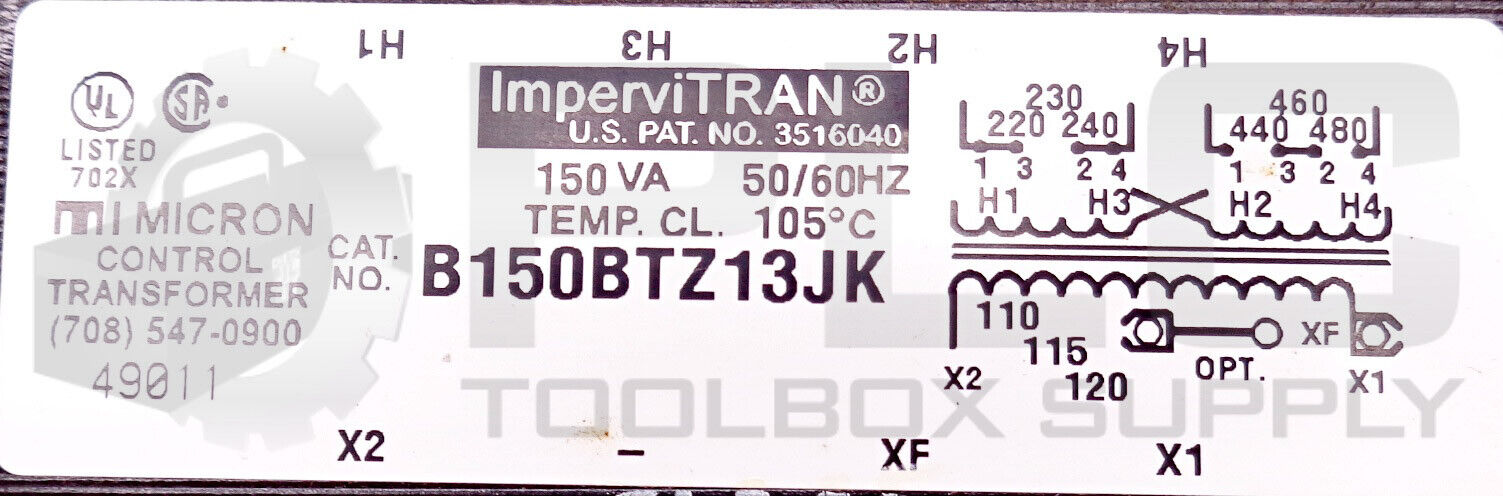 H1 H3 H2 H4
UL SA
LISTED
702X
MICRON
CONTROL
TRANSFORMER
(708) 547-0900
49011
ImperviTRAN®
U.S. PAT. NO. 3516040
150 VA 50/60HZ
TEMP. CL. 105°C
CAT.
NO. B150BTZ13JK
230 460
220 240 440 480
1 3 2 4 1 3 2 4
H1 H3 H2 H4
110
115
120
XF
OPT.
X2 X1
PLC
TOOLBOX SUPPLY
X2 - XF X1